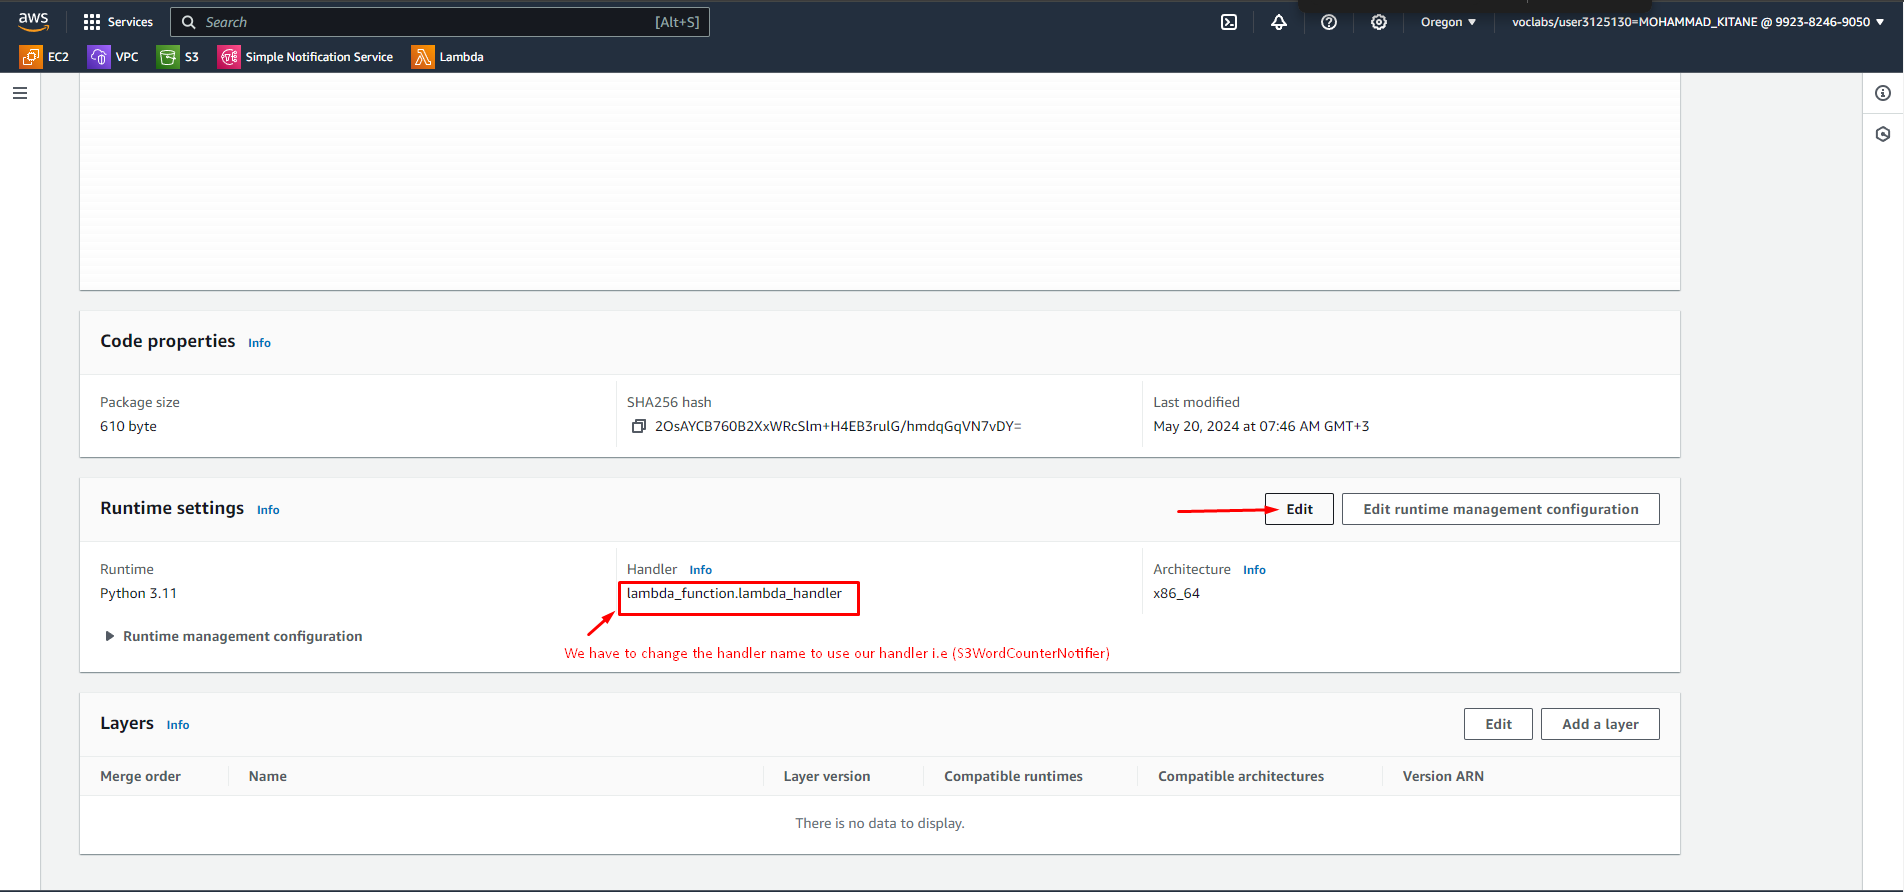 aws
Services
Search
[Alt+S]
Oregon
voclabs/user3125130=MOHAMMAD_KITANE @ 9923-8246-9050
EC2
VPC
S3
Simple Notification Service
Lambda
Code properties Info
Package size
610 byte
SHA256 hash
2OsAYCB760B2XxWRcSlm+H4EB3rulG/hmdqGqVN7vDY=
Last modified
May 20, 2024 at 07:46 AM GMT+3
Runtime settings Info
Edit
Edit runtime management configuration
Runtime
Python 3.11
Handler Info
lambda_function.lambda_handler
Architecture Info
x86_64
Runtime management configuration
We have to change the handler name to use our handler i.e (S3WordCounterNotifier)
Layers Info
Edit
Add a layer
Merge order
Name
Layer version
Compatible runtimes
Compatible architectures
Version ARN
There is no data to display.